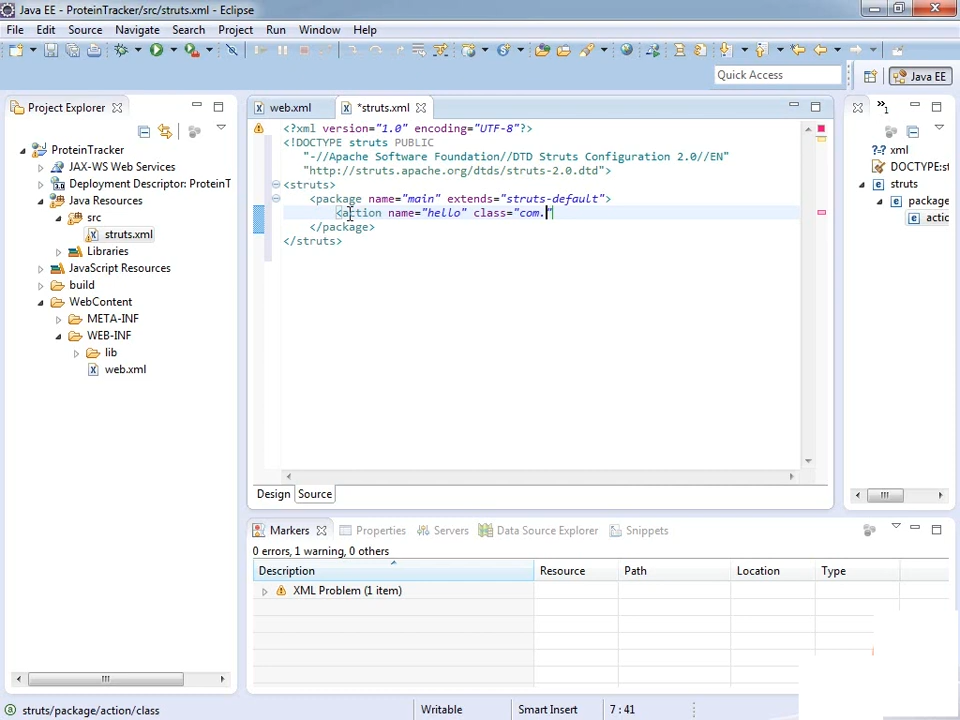 Java EE - ProteinTracker/src/struts.xml - Eclipse
File Edit Source Navigate Search Project Run Window Help
Quick Access
Java EE
Project Explorer
ProteinTracker
JAX-WS Web Services
Deployment Descriptor: ProteinT
Java Resources
src
struts.xml
Libraries
JavaScript Resources
build
WebContent
META-INF
WEB-INF
lib
web.xml
web.xml
*struts.xml
<?xml version="1.0" encoding="UTF-8"?>
<!DOCTYPE struts PUBLIC
"-//Apache Software Foundation//DTD Struts Configuration 2.0//EN"
"http://struts.apache.org/dtds/struts-2.0.dtd">
<struts>
<package name="main" extends="struts-default">
<action name="hello" class="com."
</package>
</struts>
Design Source
»1
xml
DOCTYPE:st
struts
package
actio
Markers Properties Servers Data Source Explorer Snippets
0 errors, 1 warning, 0 others
Description Resource Path Location Type
XML Problem (1 item)
struts/package/action/class
Writable Smart Insert 7 : 41